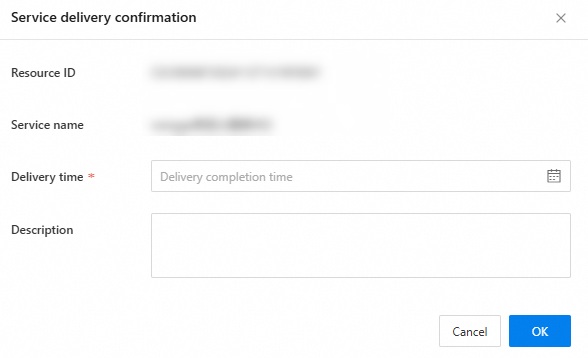 Service delivery confirmation
Resource ID
Service name
Delivery time *
Delivery completion time
Description
Cancel
OK